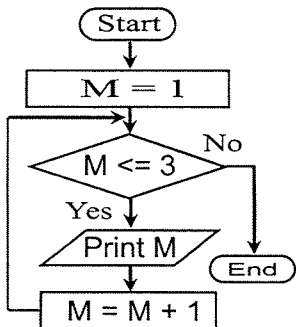 Start
M = 1
M <= 3
No
Yes
Print M
End
M = M + 1